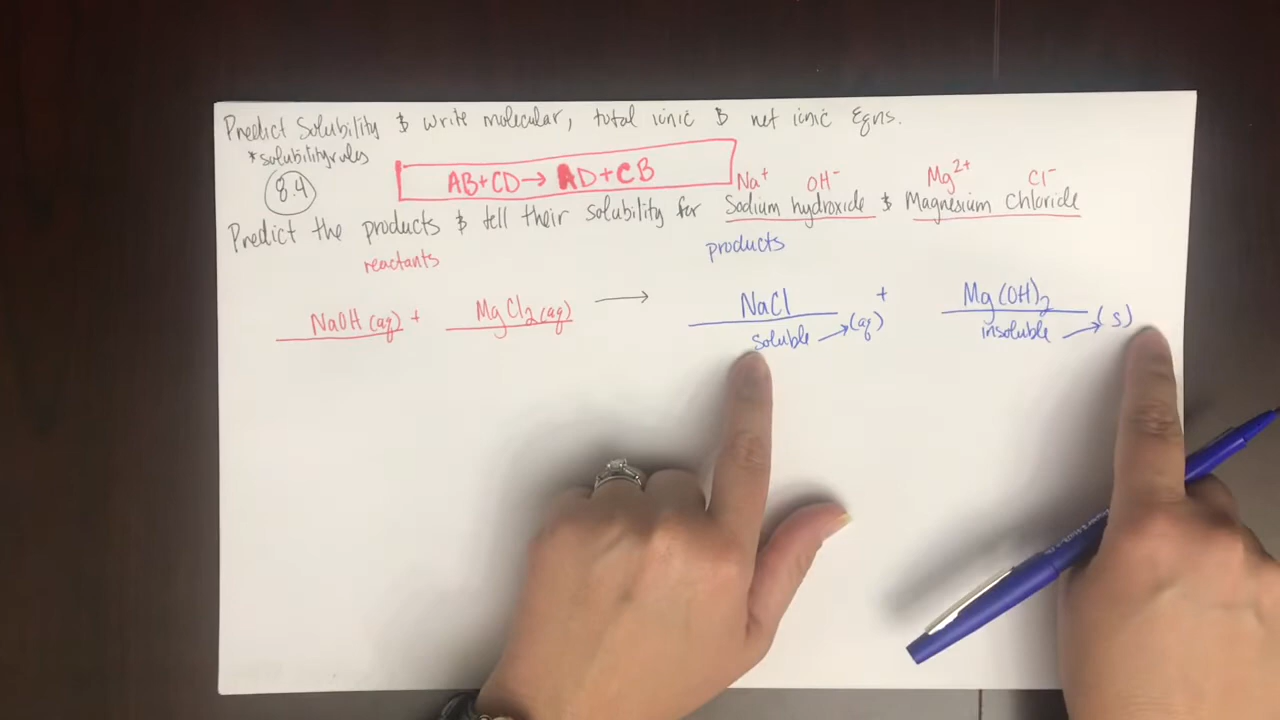 Predict Solubility & write molecular, total ionic & net ionic Eqns.
*solubility rules
8.4
AB+CD→ AD+CB
Na⁺ OH⁻ Mg²⁺ Cl⁻
Predict the products & tell their solubility for Sodium hydroxide & Magnesium Chloride
reactants products
NaOH(aq) + MgCl₂(aq) → NaCl + Mg(OH)₂
soluble →(aq) insoluble →(s)